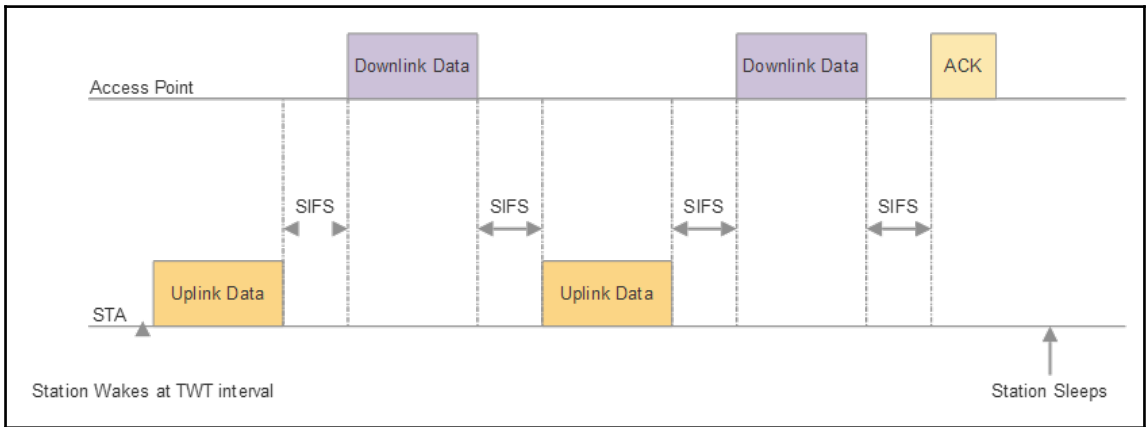 Downlink Data
Downlink Data
ACK
Access Point
SIFS
SIFS
SIFS
SIFS
Uplink Data
Uplink Data
STA
Station Wakes at TWT interval
Station Sleeps